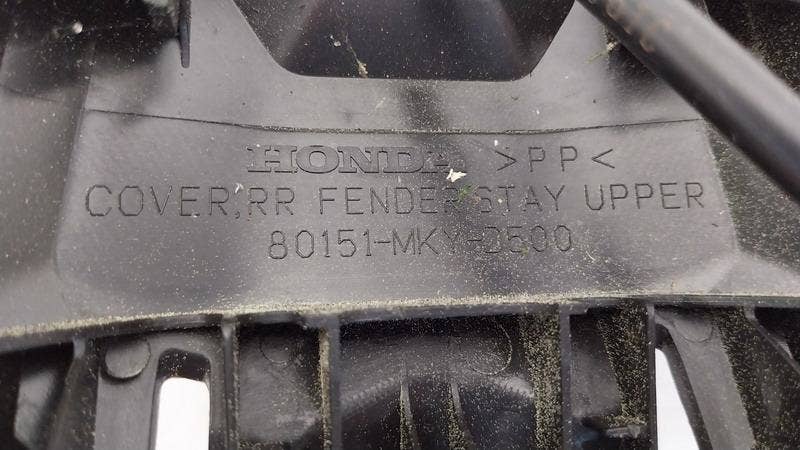 HONDA >PP<
COVER,RR FENDER STAY UPPER
80151-MKY-D500